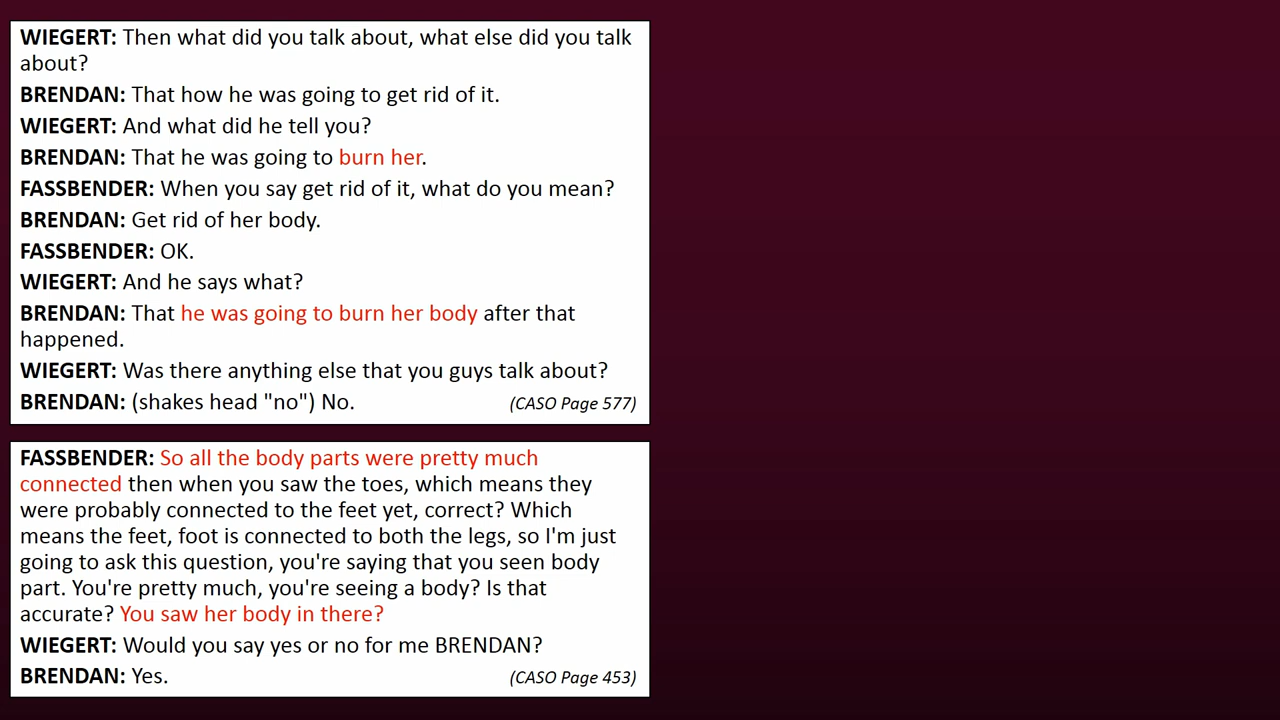 WIEGERT: Then what did you talk about, what else did you talk
about?
BRENDAN: That how he was going to get rid of it.
WIEGERT: And what did he tell you?
BRENDAN: That he was going to burn her.
FASSBENDER: When you say get rid of it, what do you mean?
BRENDAN: Get rid of her body.
FASSBENDER: OK.
WIEGERT: And he says what?
BRENDAN: That he was going to burn her body after that
happened.
WIEGERT: Was there anything else that you guys talk about?
BRENDAN: (shakes head "no") No. (CASO Page 577)
FASSBENDER: So all the body parts were pretty much
connected then when you saw the toes, which means they
were probably connected to the feet yet, correct? Which
means the feet, foot is connected to both the legs, so I'm just
going to ask this question, you're saying that you seen body
part. You're pretty much, you're seeing a body? Is that
accurate? You saw her body in there?
WIEGERT: Would you say yes or no for me BRENDAN?
BRENDAN: Yes. (CASO Page 453)